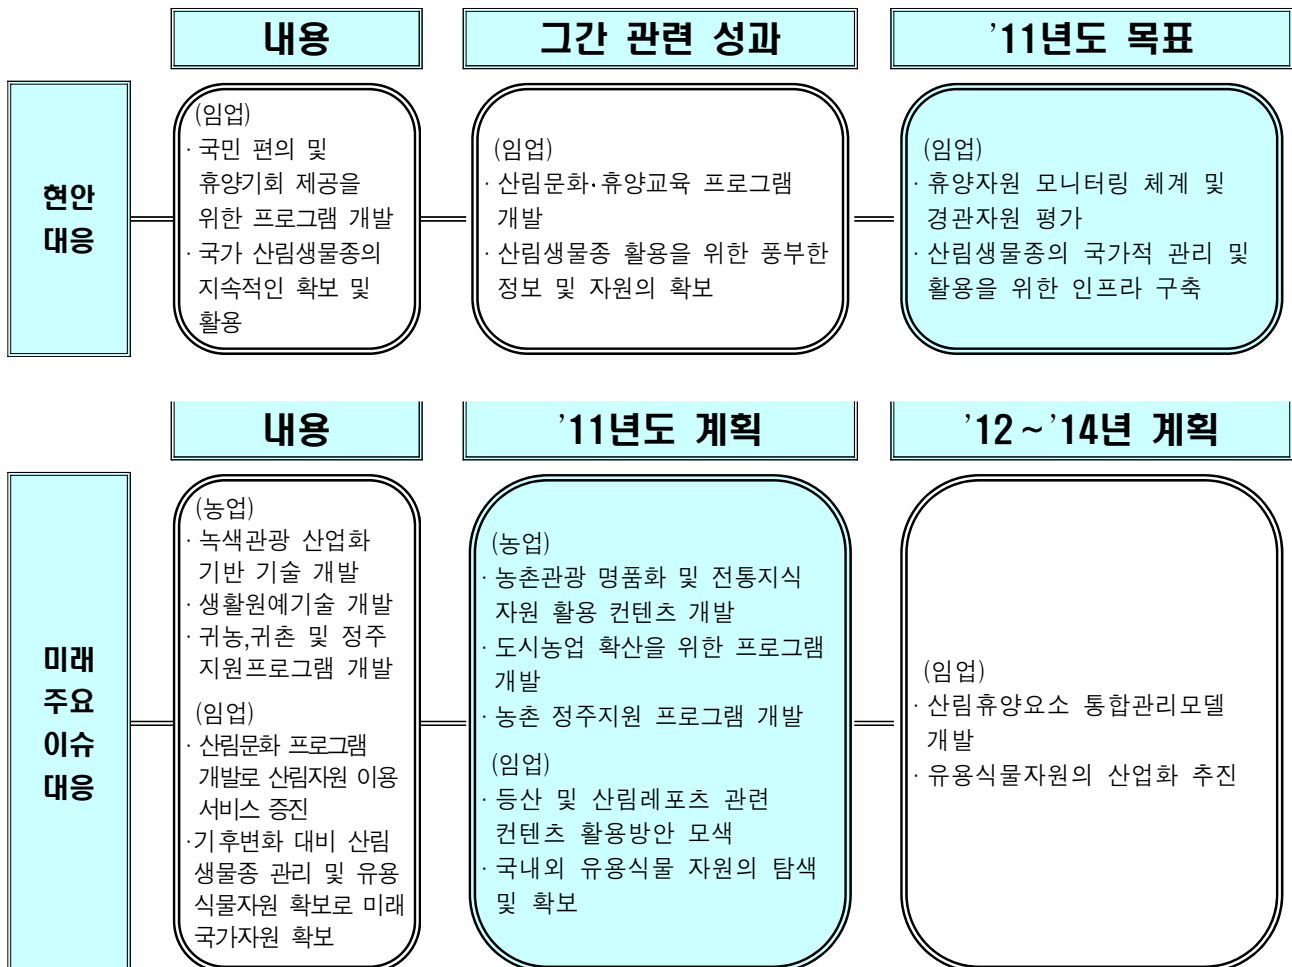 내용
그간 관련 성과
’11년도 목표
현안
대응
(임업)
· 국민 편의 및
휴양기회 제공을
위한 프로그램 개발
· 국가 산림생물종의
지속적인 확보 및
활용
(임업)
· 산림문화·휴양교육 프로그램
개발
· 산림생물종 활용을 위한 풍부한
정보 및 자원의 확보
(임업)
· 휴양자원 모니터링 체계 및
경관자원 평가
· 산림생물종의 국가적 관리 및
활용을 위한 인프라 구축
내용
’11년도 계획
’12～’14년 계획
미래
주요
이슈
대응
(농업)
· 녹색관광 산업화
기반 기술 개발
· 생활원예기술 개발
· 귀농,귀촌 및 정주
지원프로그램 개발
(임업)
· 산림문화 프로그램
개발로 산림자원 이용
서비스 증진
·기후변화 대비 산림
생물종 관리 및 유용
식물자원 확보로 미래
국가자원 확보
(농업)
· 농촌관광 명품화 및 전통지식
자원 활용 컨텐츠 개발
· 도시농업 확산을 위한 프로그램
개발
· 농촌 정주지원 프로그램 개발
(임업)
· 등산 및 산림레포츠 관련
컨텐츠 활용방안 모색
· 국내외 유용식물 자원의 탐색
및 확보
(임업)
· 산림휴양요소 통합관리모델
개발
· 유용식물자원의 산업화 추진